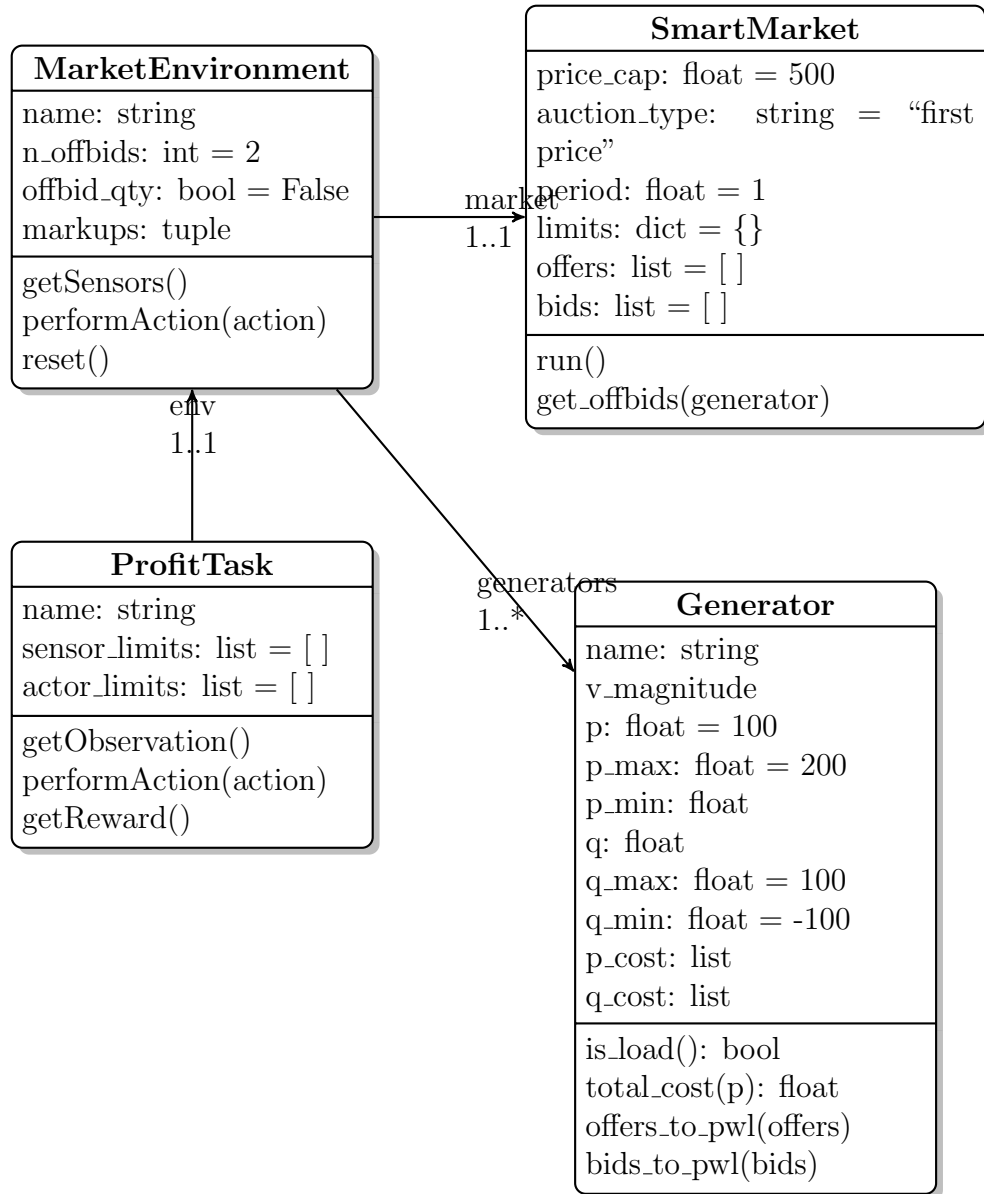 MarketEnvironment
name: string
n_offbids: int = 2
offbid_qty: bool = False
markups: tuple
getSensors()
performAction(action)
reset()
market
1..1
SmartMarket
price_cap: float = 500
auction_type: string = “first
price”
period: float = 1
limits: dict = {}
offers: list = [ ]
bids: list = [ ]
run()
get_offbids(generator)
env
1..1
generators
1..*
ProfitTask
name: string
sensor_limits: list = [ ]
actor_limits: list = [ ]
getObservation()
performAction(action)
getReward()
Generator
name: string
v_magnitude
p: float = 100
p_max: float = 200
p_min: float
q: float
q_max: float = 100
q_min: float = -100
p_cost: list
q_cost: list
is_load(): bool
total_cost(p): float
offers_to_pwl(offers)
bids_to_pwl(bids)